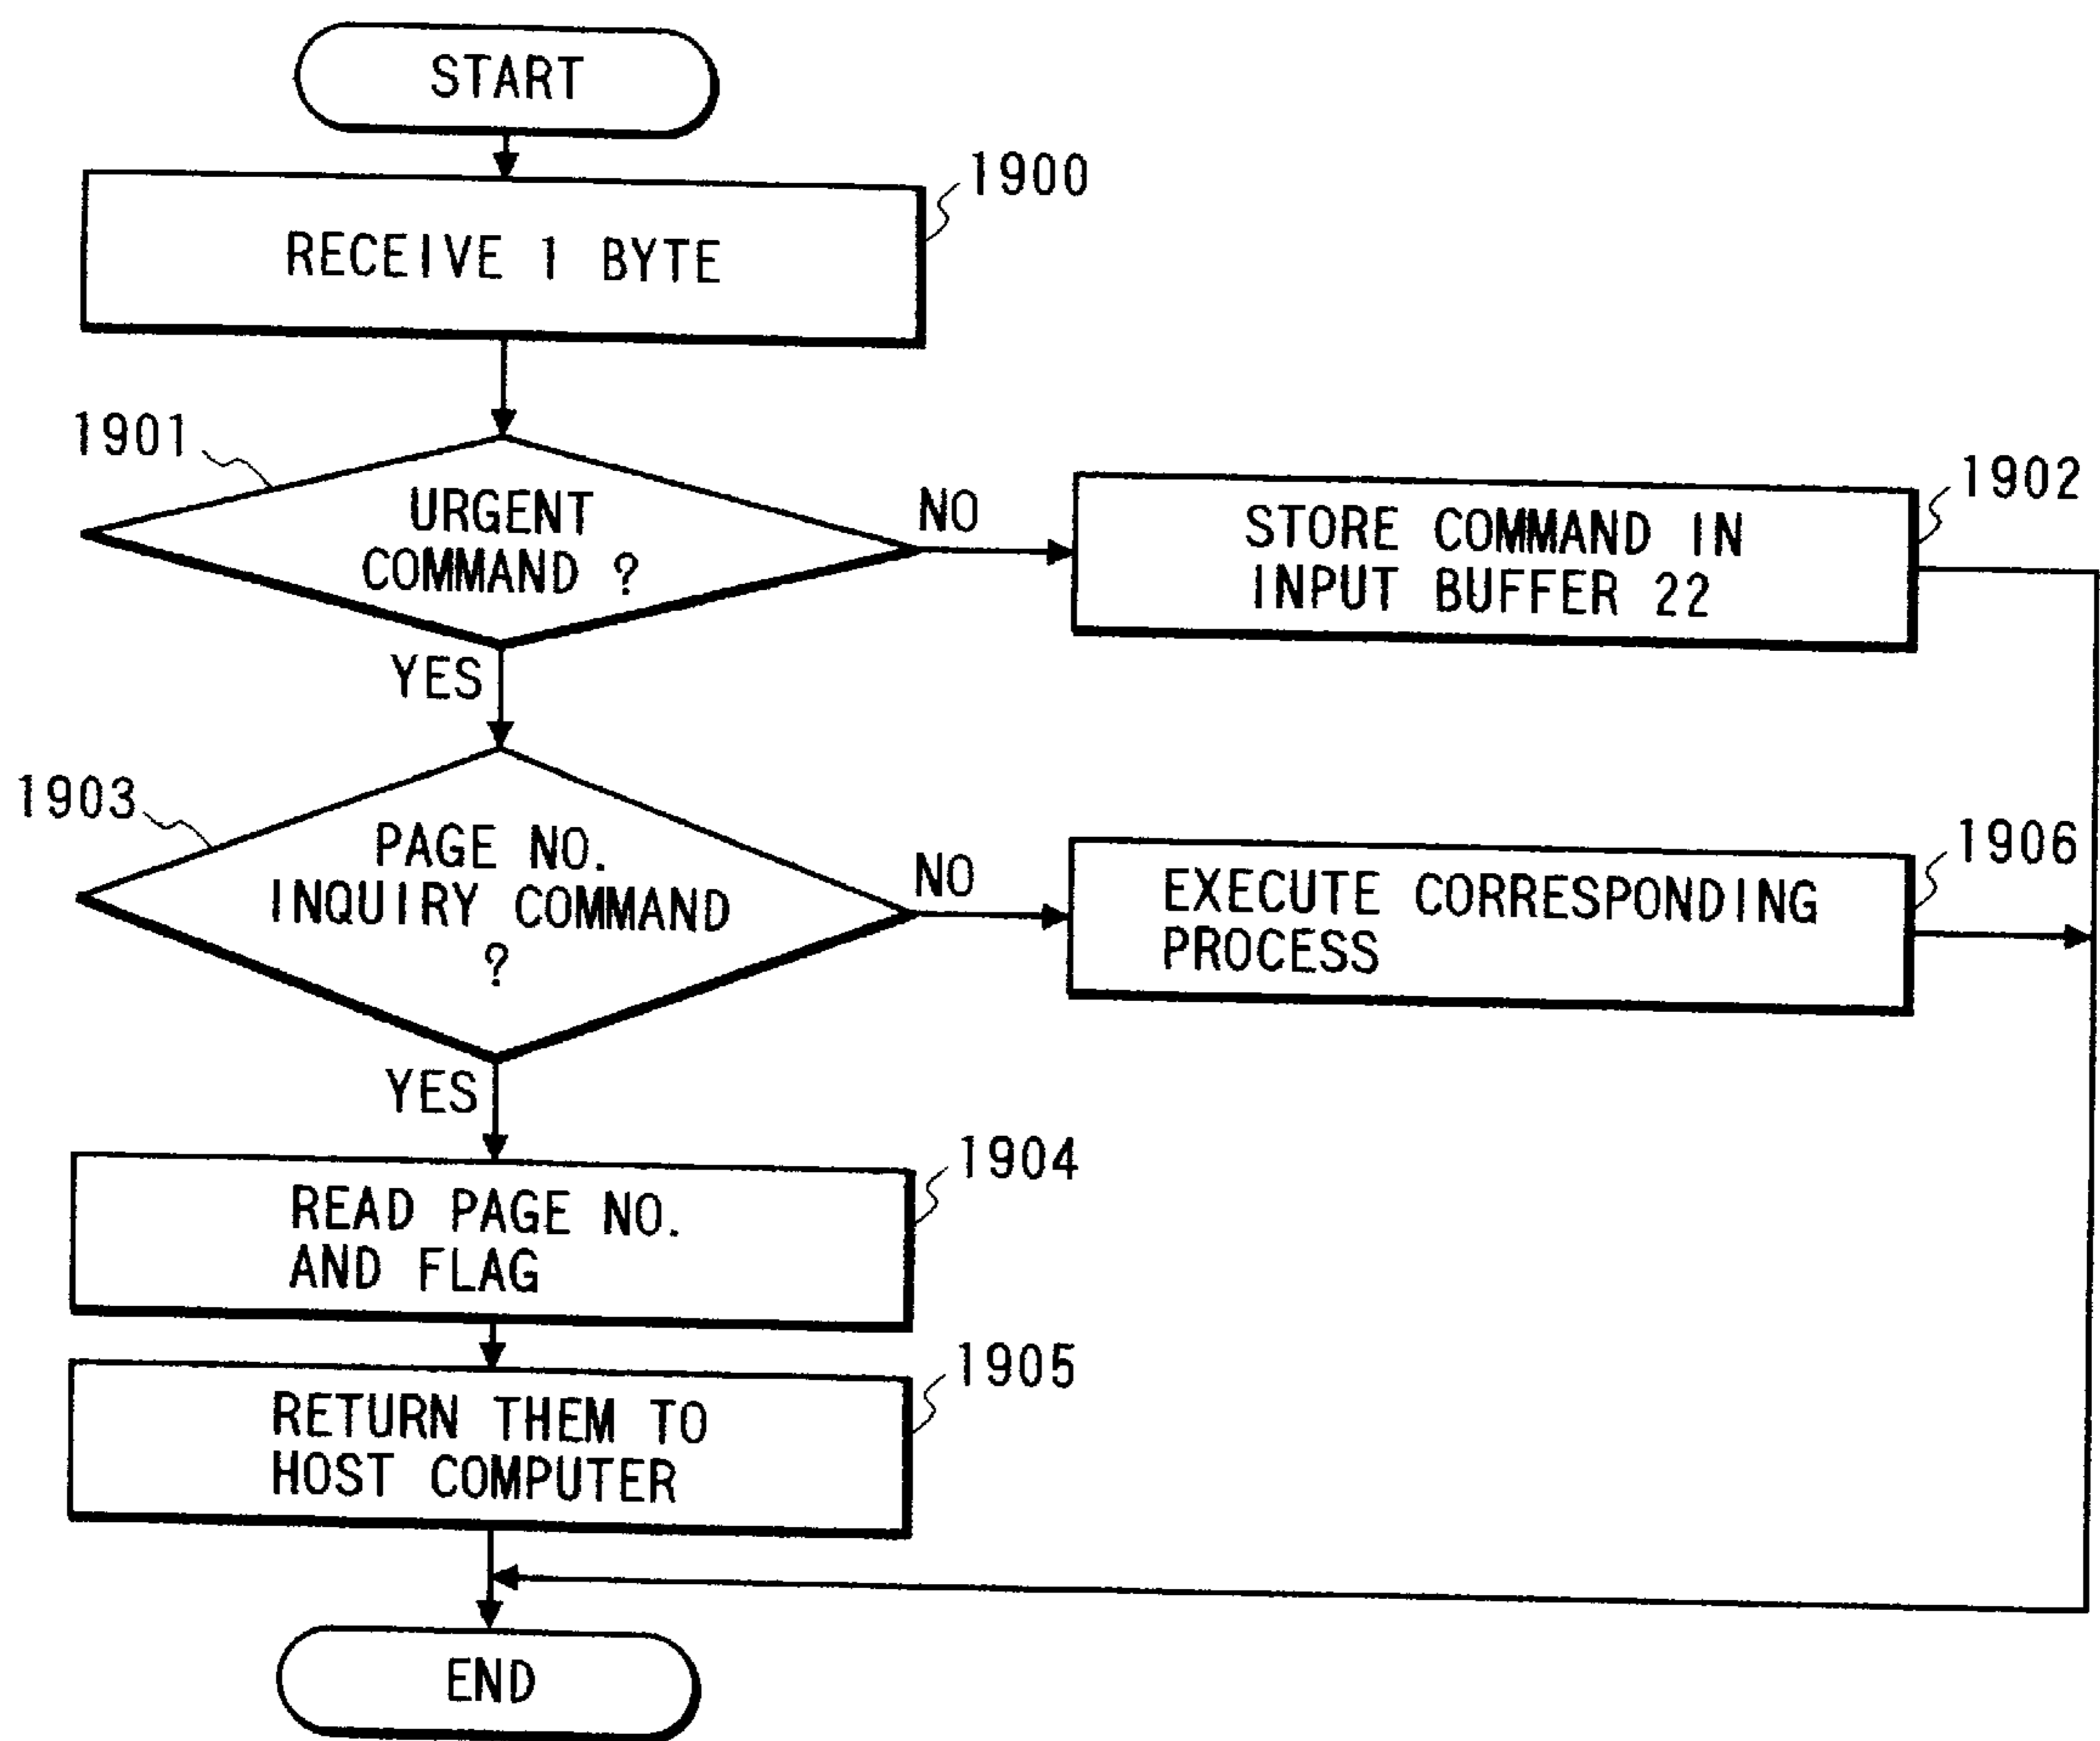 START
1900
RECEIVE 1 BYTE
1901
URGENT
COMMAND ?
NO
1902
STORE COMMAND IN
INPUT BUFFER 22
YES
1903
PAGE NO.
INQUIRY COMMAND
?
NO
1906
EXECUTE CORRESPONDING
PROCESS
YES
1904
READ PAGE NO.
AND FLAG
1905
RETURN THEM TO
HOST COMPUTER
END